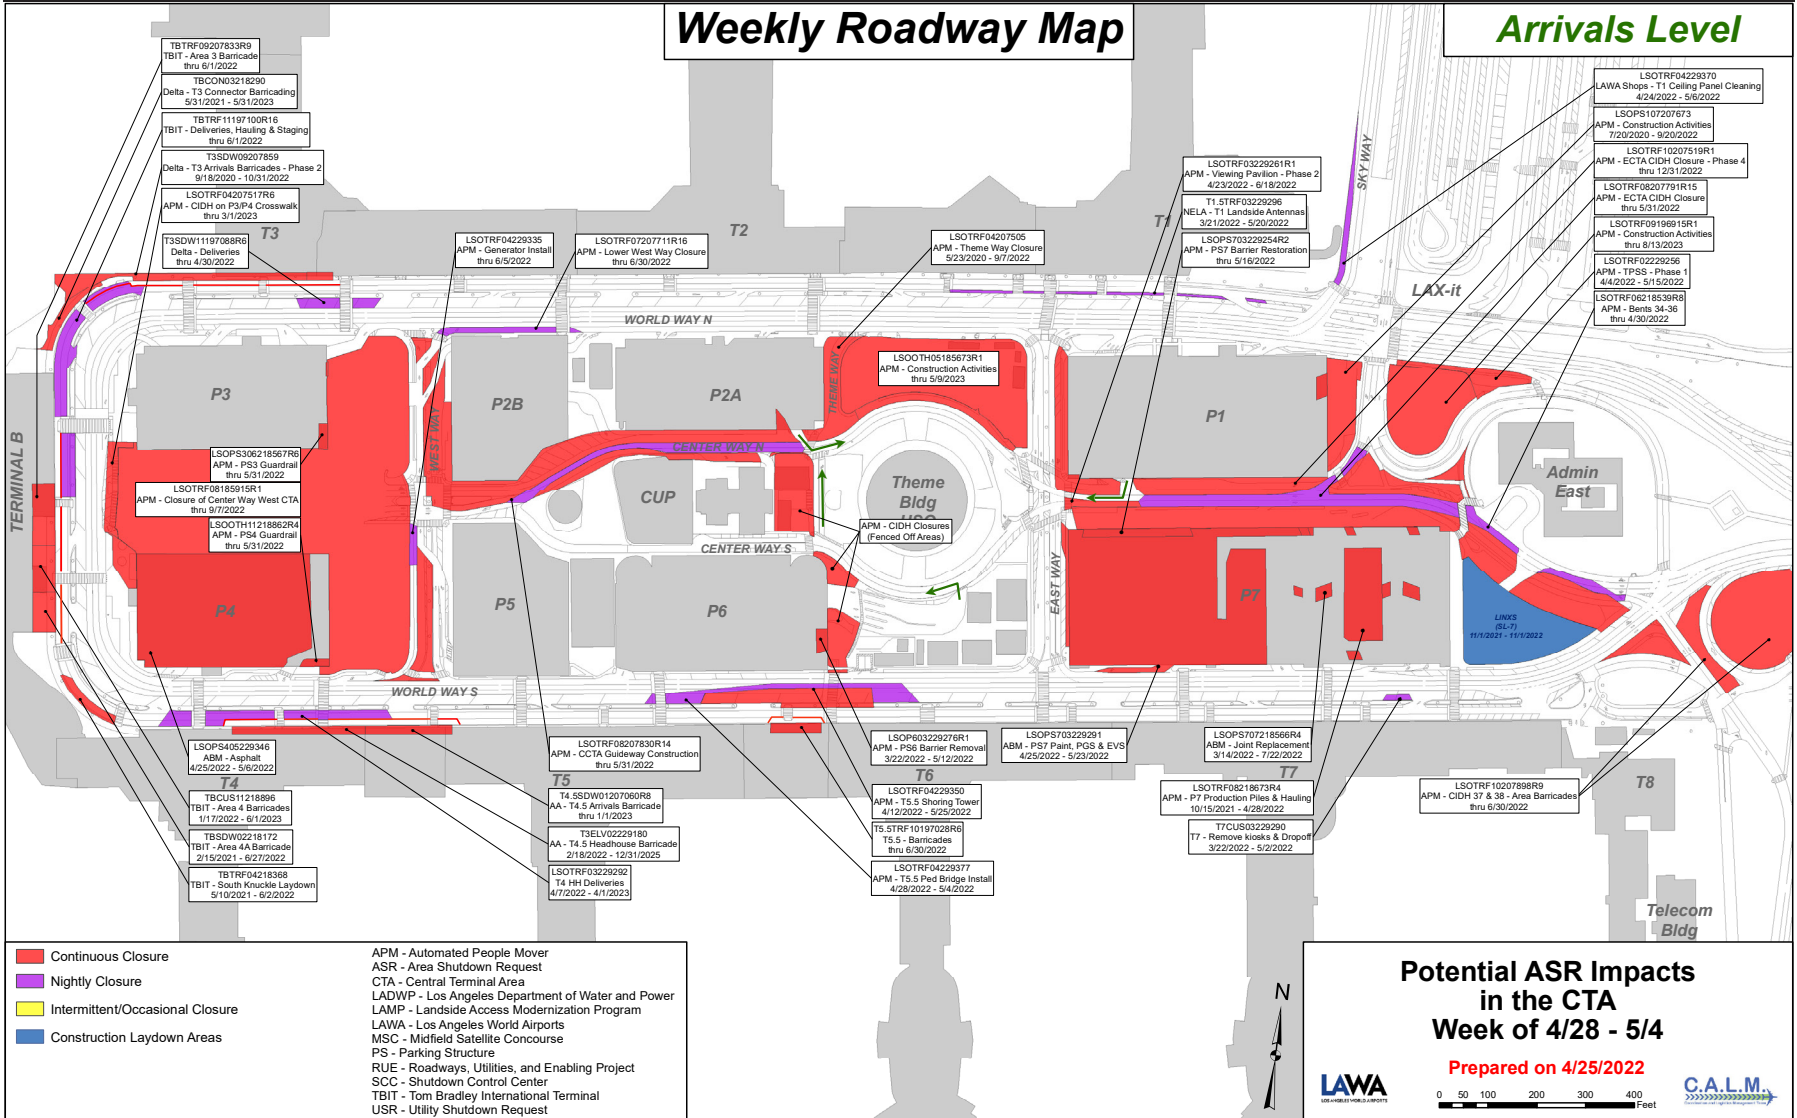 Weekly Roadway Map
Arrivals Level
TBTRF09207833R9
TBIT - Area 3 Barricade
thru 6/1/2022
TBCON03218290
Delta - T3 Connector Barricading
5/31/2021 - 5/31/2023
TBTRF11197100R16
TBIT - Deliveries, Hauling & Staging
thru 6/1/2022
T3SDW09207859
Delta - T3 Arrivals Barricades - Phase 2
9/18/2020 - 10/31/2022
LSOTRF04207517R6
APM - CIDH on P3/P4 Crosswalk
thru 3/1/2023
T3SDW11197088R6
Delta - Deliveries
thru 4/30/2022
LSOTRF04229335
APM - Generator Install
thru 6/5/2022
LSOTRF07207711R16
APM - Lower West Way Closure
thru 6/30/2022
LSOTRF04207505
APM - Theme Way Closure
5/23/2020 - 9/7/2022
LSOTRF03229261R1
APM - Viewing Pavilion - Phase 2
4/23/2022 - 6/18/2022
T1.5TRF03229296
NELA - T1 Landside Antennas
3/21/2022 - 5/20/2022
LSOPS703229254R2
APM - PS7 Barrier Restoration
thru 5/16/2022
LSOTRF04229370
LAWA Shops - T1 Ceiling Panel Cleaning
4/24/2022 - 5/6/2022
LSOPS107207673
APM - Construction Activities
7/20/2020 - 9/20/2022
LSOTRF10207519R1
APM - ECTA CIDH Closure - Phase 4
thru 12/31/2022
LSOTRF08207791R15
APM - ECTA CIDH Closure
thru 5/31/2022
LSOTRF09196915R1
APM - Construction Activities
thru 8/13/2023
LSOTRF02229256
APM - TPSS - Phase 1
4/4/2022 - 5/15/2022
LSOTRF06218539R8
APM - Bents 34-36
thru 4/30/2022
T3
T2
T1
SKY WAY
LAX-it
WORLD WAY N
LSOOTH05185673R1
APM - Construction Activities
thru 5/9/2023
P3
P2B
P2A
THEME WAY
P1
WEST WAY
CENTER WAY N
TERMINAL B
LSOPS306218567R6
APM - PS3 Guardrail
thru 5/31/2022
LSOTRF08185915R1
APM - Closure of Center Way West CTA
thru 9/7/2022
LSOOTH11218862R4
APM - PS4 Guardrail
thru 5/31/2022
CUP
Theme
Bldg
Admin
East
APM - CIDH Closures
(Fenced Off Areas)
CENTER WAY S
EAST WAY
P4
P5
P6
P7
LINXS
(SL-7)
11/1/2021 - 11/1/2022
WORLD WAY S
LSOPS405229346
ABM - Asphalt
4/25/2022 - 5/6/2022
T4
TBCUS11218896
TBIT - Area 4 Barricades
1/17/2022 - 6/1/2023
TBSDW02218172
TBIT - Area 4A Barricade
2/15/2021 - 6/27/2022
TBTRF04218368
TBIT - South Knuckle Laydown
5/10/2021 - 6/2/2022
LSOTRF08207830R14
APM - CCTA Guideway Construction
thru 5/31/2022
T5
T4.5SDW01207060R8
AA - T4.5 Arrivals Barricade
thru 1/1/2023
T3ELV02229180
AA - T4.5 Headhouse Barricade
2/18/2022 - 12/31/2025
LSOTRF03229292
T4 HH Deliveries
4/7/2022 - 4/1/2023
LSOP603229276R1
APM - PS6 Barrier Removal
3/22/2022 - 5/12/2022
T6
LSOTRF04229350
APM - T5.5 Shoring Tower
4/12/2022 - 5/25/2022
T5.5TRF10197028R6
T5.5 - Barricades
thru 6/30/2022
LSOTRF04229377
APM - T5.5 Ped Bridge Install
4/28/2022 - 5/4/2022
LSOPS703229291
ABM - PS7 Paint, PGS & EVS
4/25/2022 - 5/23/2022
LSOPS707218566R4
ABM - Joint Replacement
3/14/2022 - 7/22/2022
T7
LSOTRF08218673R4
APM - P7 Production Piles & Hauling
10/15/2021 - 4/28/2022
T7CUS03229290
T7 - Remove kiosks & Dropoff
3/22/2022 - 5/2/2022
LSOTRF10207898R9
APM - CIDH 37 & 38 - Area Barricades
thru 6/30/2022
T8
Telecom
Bldg
Continuous Closure
Nightly Closure
Intermittent/Occasional Closure
Construction Laydown Areas
APM - Automated People Mover
ASR - Area Shutdown Request
CTA - Central Terminal Area
LADWP - Los Angeles Department of Water and Power
LAMP - Landside Access Modernization Program
LAWA - Los Angeles World Airports
MSC - Midfield Satellite Concourse
PS - Parking Structure
RUE - Roadways, Utilities, and Enabling Project
SCC - Shutdown Control Center
TBIT - Tom Bradley International Terminal
USR - Utility Shutdown Request
N
Potential ASR Impacts
in the CTA
Week of 4/28 - 5/4
Prepared on 4/25/2022
0 50 100 200 300 400
Feet
LAWA
LOS ANGELES WORLD AIRPORTS
C.A.L.M.